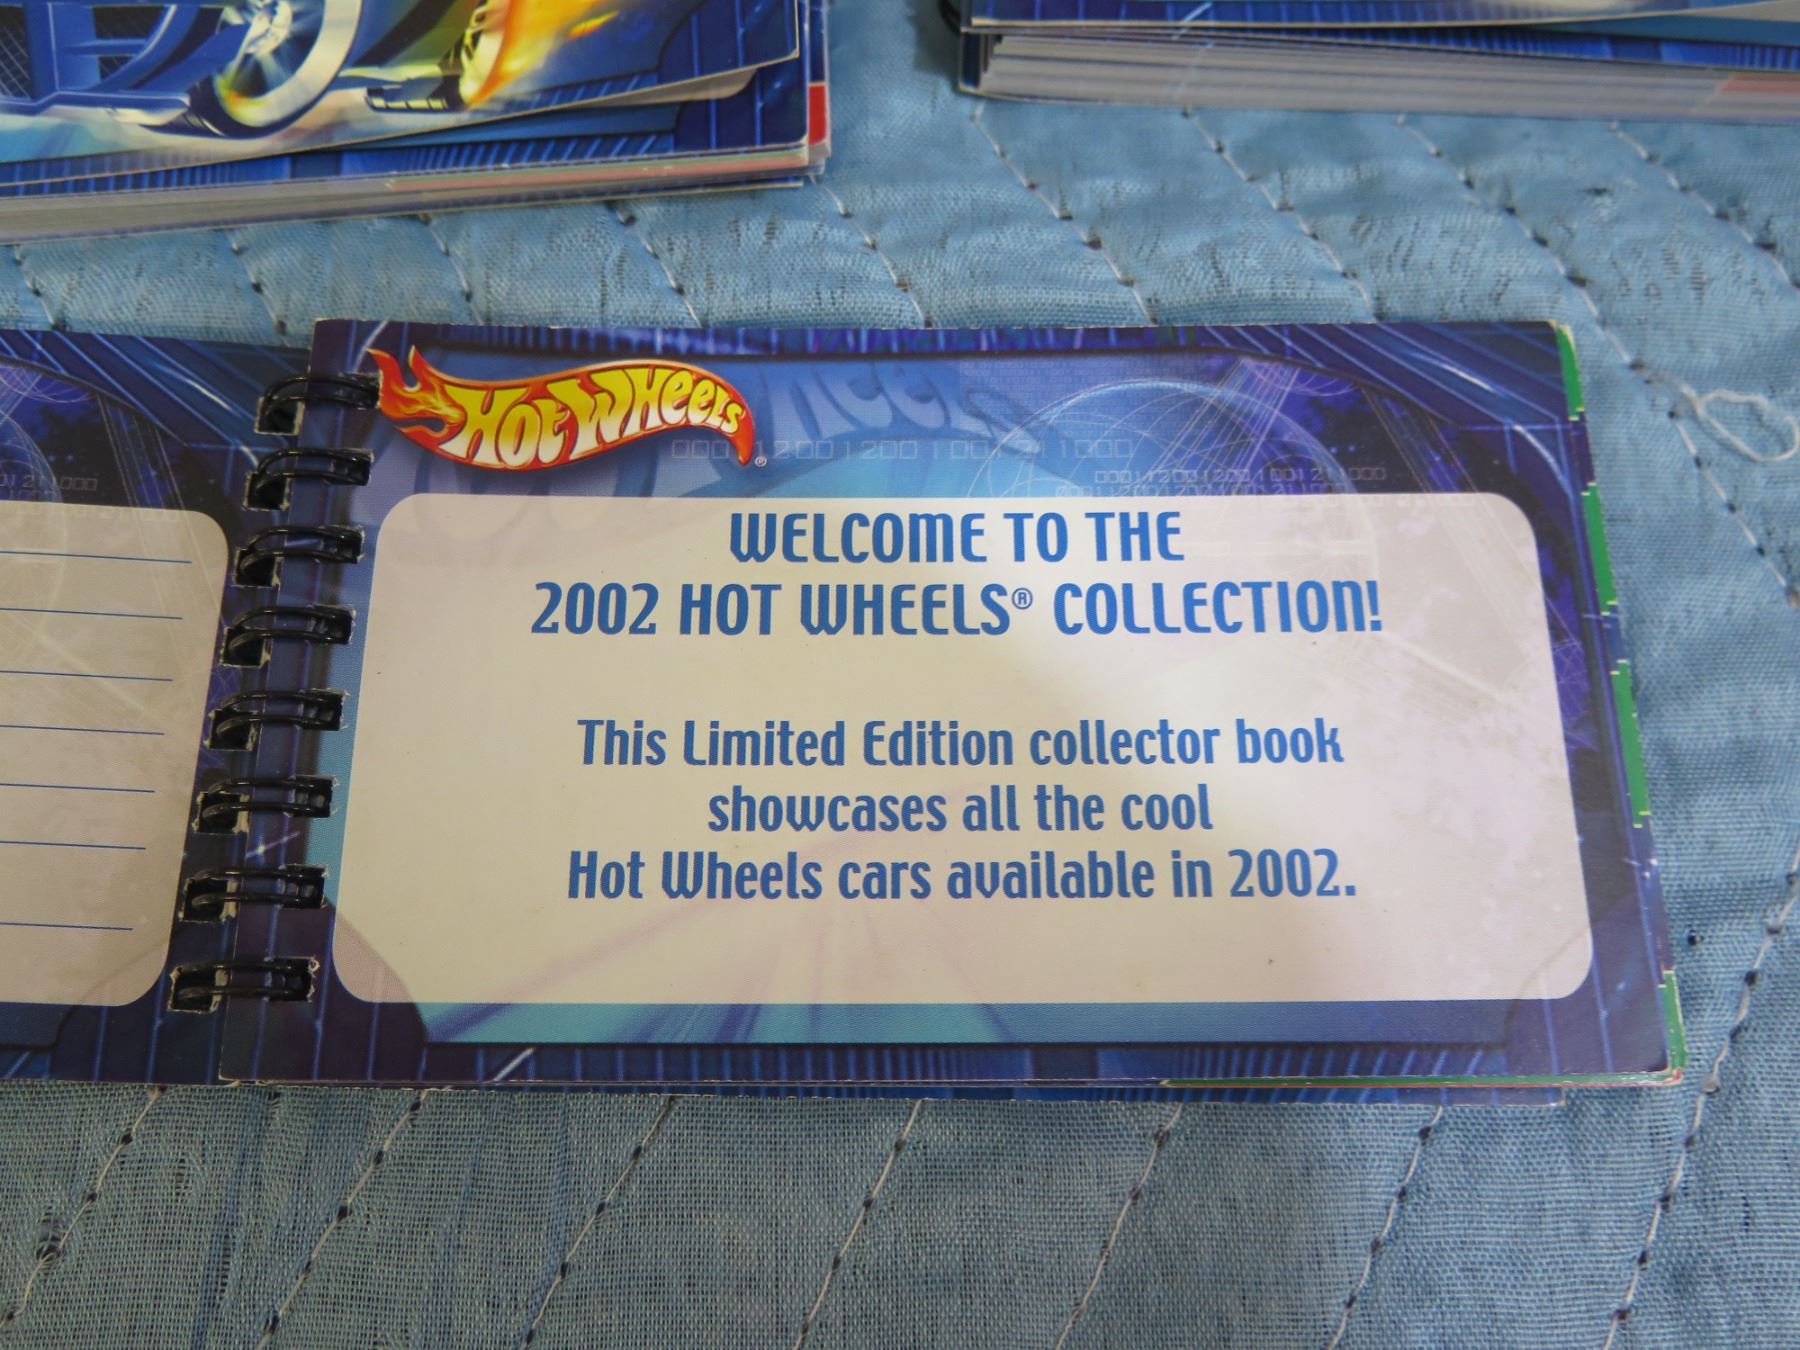 HOT WHEELS®
WELCOME TO THE
2002 HOT WHEELS® COLLECTION!
This Limited Edition collector book
showcases all the cool
Hot Wheels cars available in 2002.